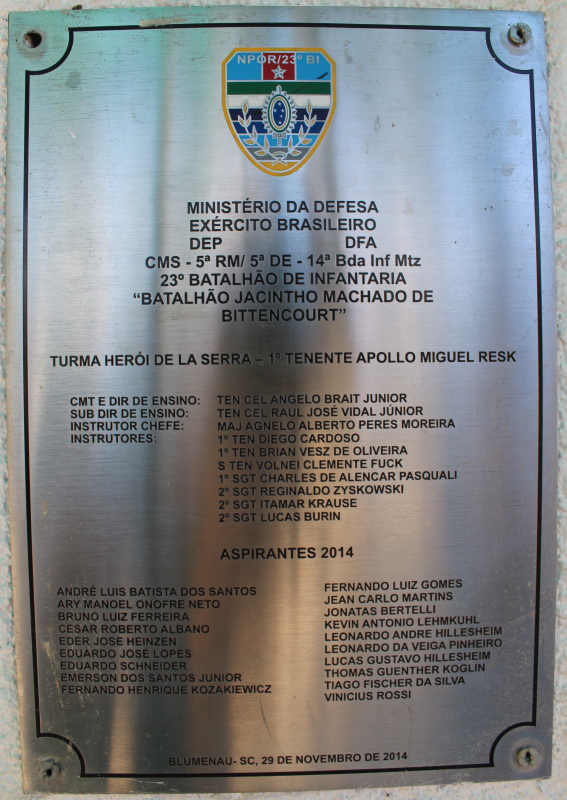 NPOR/23º BI
MINISTÉRIO DA DEFESA
EXÉRCITO BRASILEIRO
DEP DFA
CMS - 5ª RM/ 5ª DE - 14ª Bda Inf Mtz
23º BATALHÃO DE INFANTARIA
“BATALHÃO JACINTHO MACHADO DE
BITTENCOURT”
TURMA HERÓI DE LA SERRA – 1º TENENTE APOLLO MIGUEL RESK
CMT E DIR DE ENSINO: TEN CEL ANGELO BRAIT JUNIOR
SUB DIR DE ENSINO: TEN CEL RAUL JOSÉ VIDAL JÚNIOR
INSTRUTOR CHEFE: MAJ AGNELO ALBERTO PERES MOREIRA
INSTRUTORES: 1º TEN DIEGO CARDOSO
1º TEN BRIAN VESZ DE OLIVEIRA
S TEN VOLNEI CLEMENTE FUCK
1º SGT CHARLES DE ALENCAR PASQUALI
2º SGT REGINALDO ZYSKOWSKI
2º SGT ITAMAR KRAUSE
2º SGT LUCAS BURIN
ASPIRANTES 2014
ANDRÉ LUIS BATISTA DOS SANTOS
ARY MANOEL ONOFRE NETO
BRUNO LUIZ FERREIRA
CESAR ROBERTO ALBANO
EDER JOSE HEINZEN
EDUARDO JOSÉ LOPES
EDUARDO SCHNEIDER
EMERSON DOS SANTOS JUNIOR
FERNANDO HENRIQUE KOZAKIEWICZ
FERNANDO LUIZ GOMES
JEAN CARLO MARTINS
JONATAS BERTELLI
KEVIN ANTONIO LEHMKUHL
LEONARDO ANDRE HILLESHEIM
LEONARDO DA VEIGA PINHEIRO
LUCAS GUSTAVO HILLESHEIM
THOMAS GUENTHER KOGLIN
TIAGO FISCHER DA SILVA
VINICIUS ROSSI
BLUMENAU- SC, 29 DE NOVEMBRO DE 2014